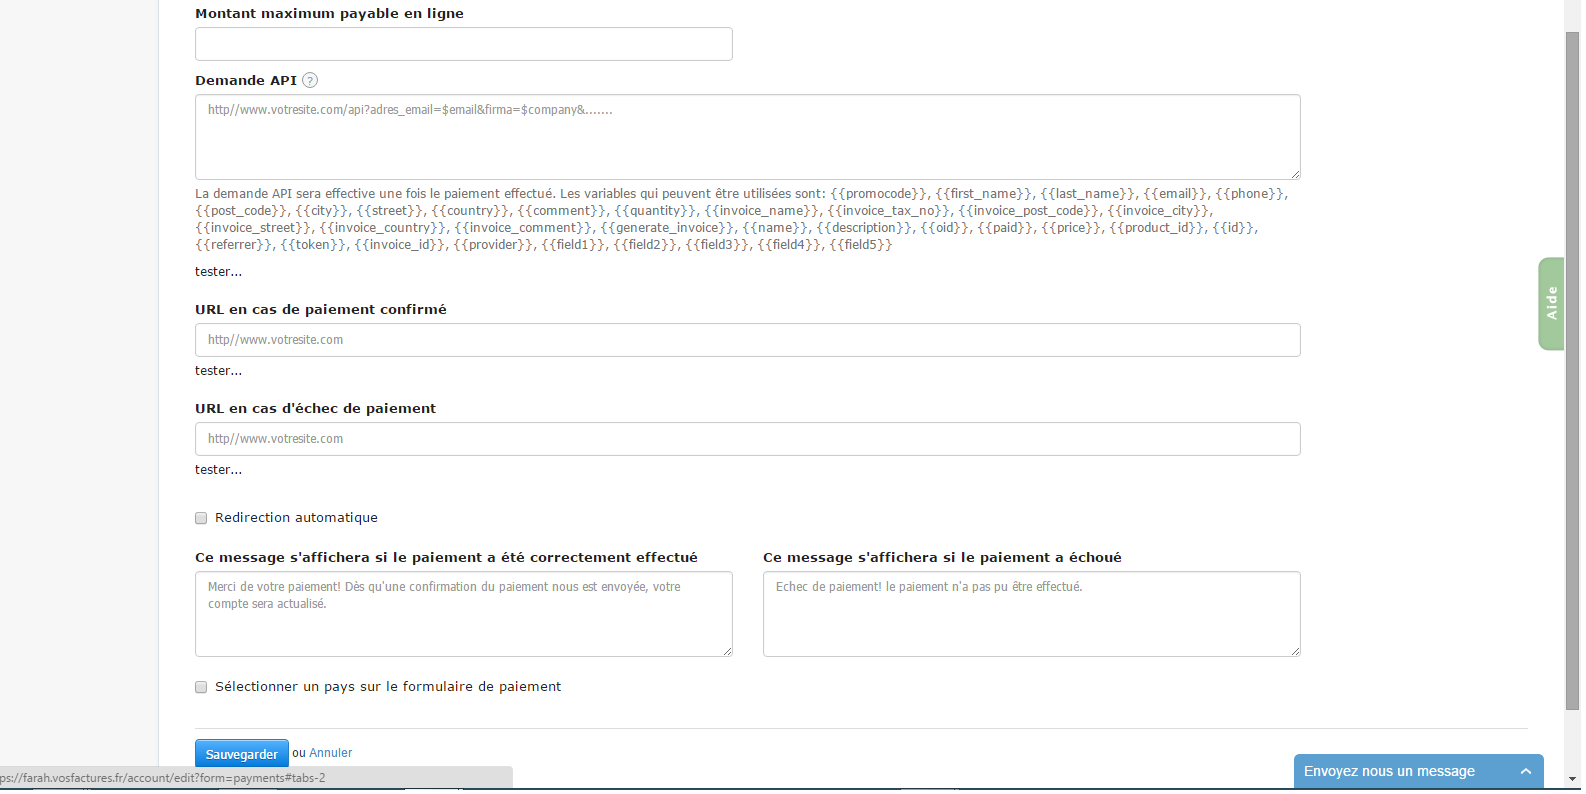 Montant maximum payable en ligne
Demande API ?
http//www.votresite.com/api?adres_email=$email&firma=$company&.......
La demande API sera effective une fois le paiement effectué. Les variables qui peuvent être utilisées sont: {{promocode}}, {{first_name}}, {{last_name}}, {{email}}, {{phone}},
{{post_code}}, {{city}}, {{street}}, {{country}}, {{comment}}, {{quantity}}, {{invoice_name}}, {{invoice_tax_no}}, {{invoice_post_code}}, {{invoice_city}},
{{invoice_street}}, {{invoice_country}}, {{invoice_comment}}, {{generate_invoice}}, {{name}}, {{description}}, {{oid}}, {{paid}}, {{price}}, {{product_id}}, {{id}},
{{referrer}}, {{token}}, {{invoice_id}}, {{provider}}, {{field1}}, {{field2}}, {{field3}}, {{field4}}, {{field5}}
tester...
URL en cas de paiement confirmé
http//www.votresite.com
tester...
URL en cas d'échec de paiement
http//www.votresite.com
tester...
Redirection automatique
Ce message s'affichera si le paiement a été correctement effectué
Merci de votre paiement! Dès qu'une confirmation du paiement nous est envoyée, votre
compte sera actualisé.
Ce message s'affichera si le paiement a échoué
Echec de paiement! le paiement n'a pas pu être effectué.
Sélectionner un pays sur le formulaire de paiement
Sauvegarder ou Annuler
ps://farah.vosfactures.fr/account/edit?form=payments#tabs-2
Aide
Envoyez nous un message